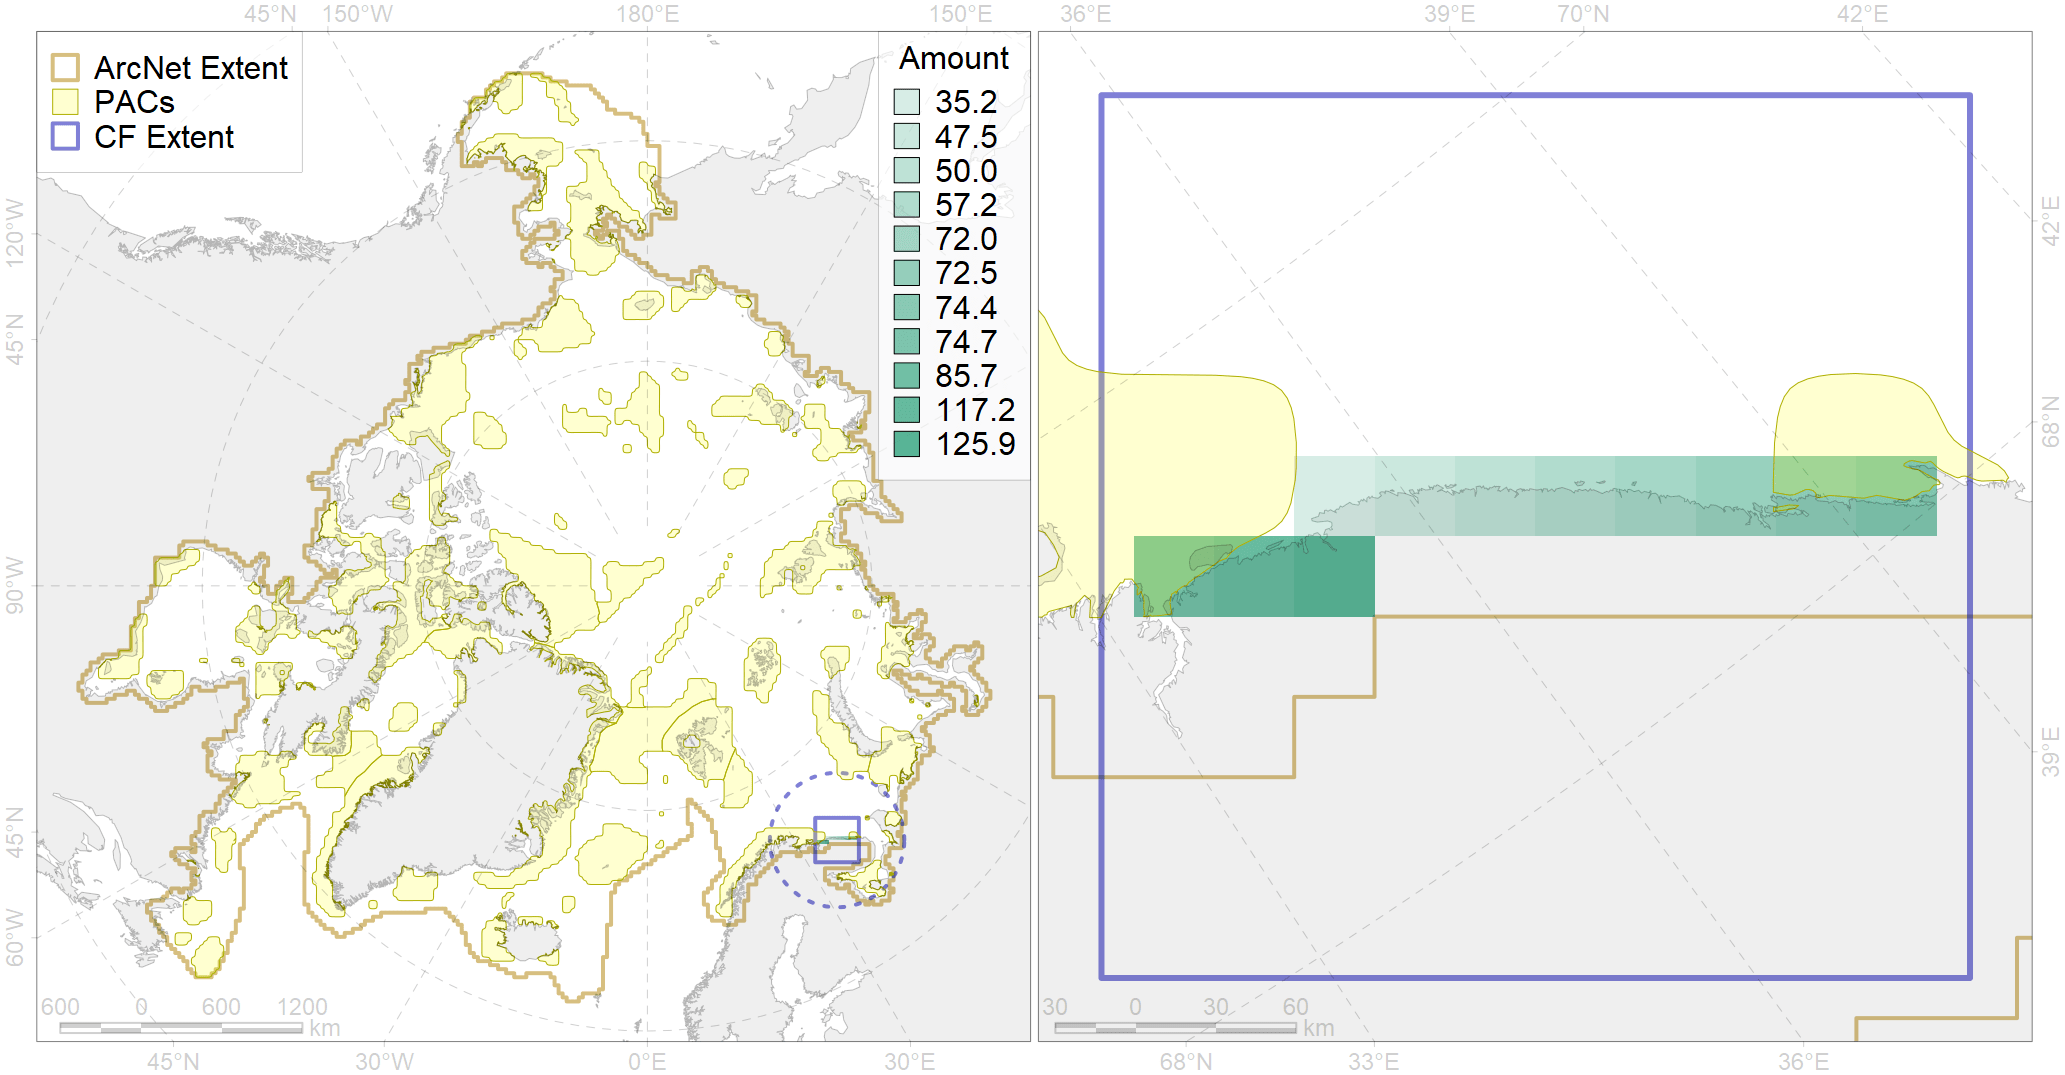 45°N 150°W 180°E 150°E 36°E 39°E 70°N 42°E
ArcNet Extent
PACs
CF Extent
Amount
35.2
47.5
50.0
57.2
72.0
72.5
74.4
74.7
85.7
117.2
125.9
120°W
45°N
90°W
45°N
60°W
42°E
68°N
39°E
600 0 600 1200
km
30 0 30 60
km
45°N 30°W 0°E 30°E 68°N 33°E 36°E